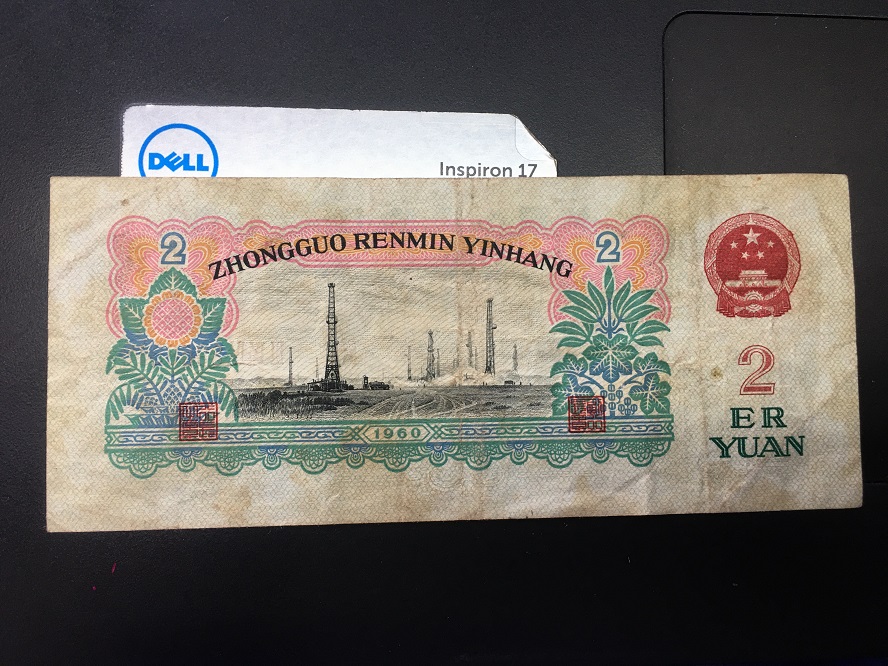 DELL
Inspiron 17
2
ZHONGGUO RENMIN YINHANG
2
1960
2
ER
YUAN